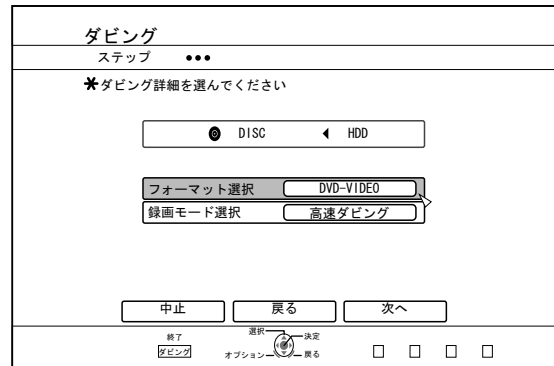 ダビング
ステップ ●●●
*ダビング詳細を選んでください
DISC ◀ HDD
フォーマット選択 DVD-VIDEO
録画モード選択 高速ダビング
中止 戻る 次へ
終了
ダビング
選択 決定
オプション 戻る